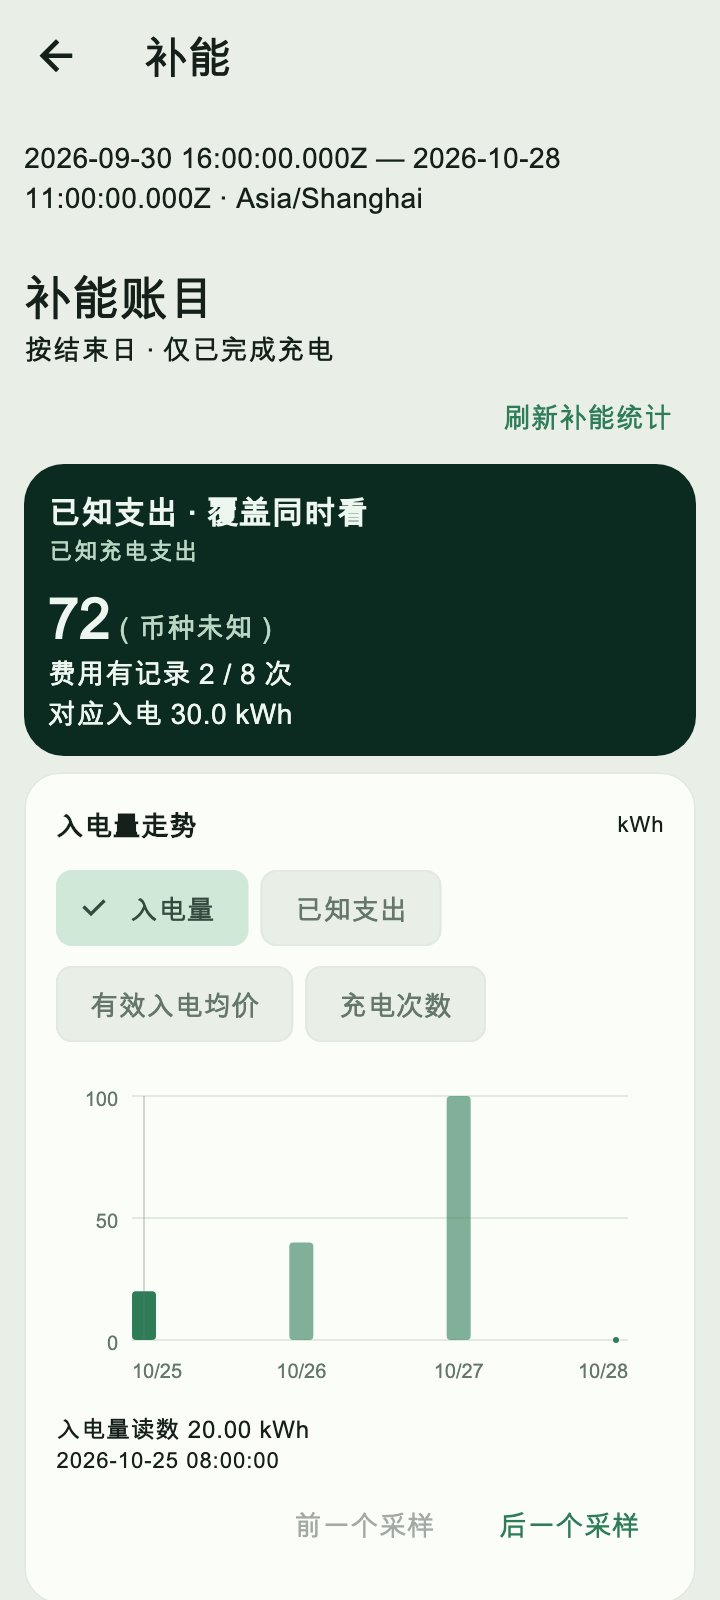 补能
2026-09-30 16:00:00.000Z — 2026-10-28
11:00:00.000Z · Asia/Shanghai
补能账目
按结束日 · 仅已完成充电
刷新补能统计
已知支出 · 覆盖同时看
已知充电支出
72 ( 币种未知 )
费用有记录 2 / 8 次
对应入电 30.0 kWh
入电量走势
kWh
入电量
已知支出
有效入电均价
充电次数
100
50
0
10/25 10/26 10/27 10/28
入电量读数 20.00 kWh
2026-10-25 08:00:00
前一个采样 后一个采样